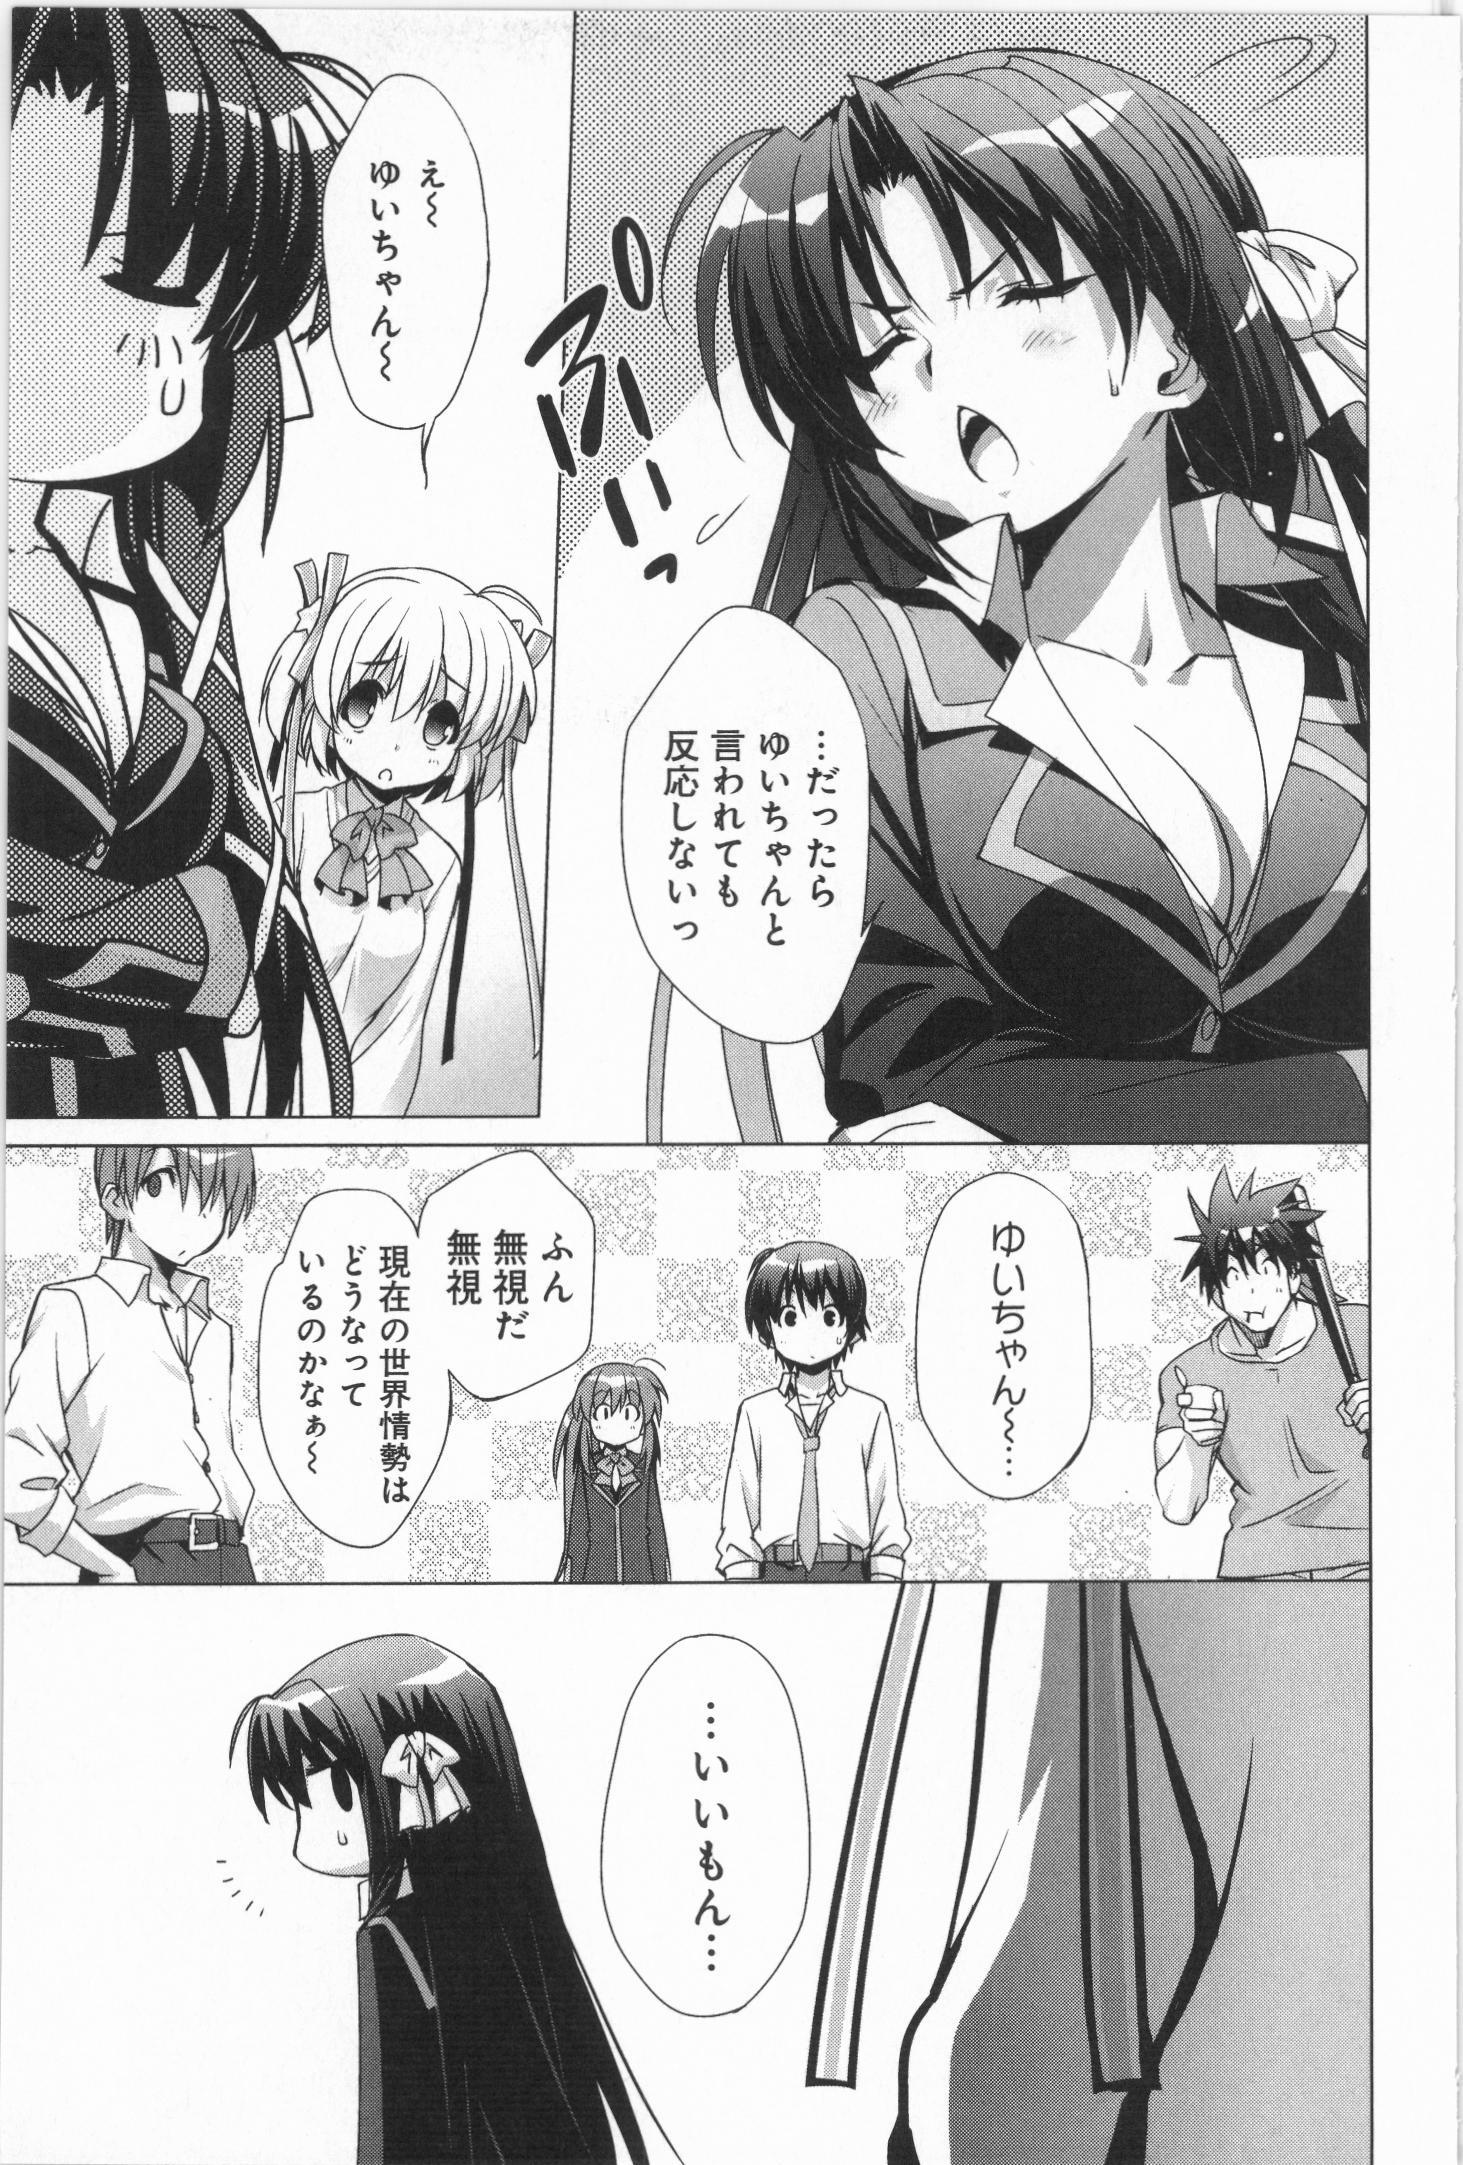 …だったら
ゆいちゃんと
言われても
反応しないっ
ぷい
え～
ゆいちゃん～
ゆいちゃん～…
ふん
無視だ
無視
現在の世界情勢は
どうなって
いるのかなぁ～
…いいもん…